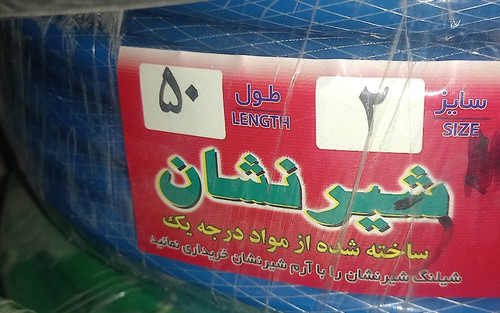 سایز ۲ طول ۵۰
SIZE LENGTH
شیر نشان
ساخته شده از مواد درجه یک
شیلنگ شیرنشان را با آرم شیرنشان خریداری نمائید